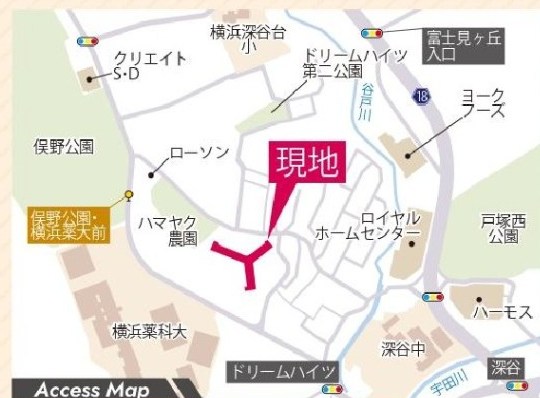 横浜深谷台
小
富士見ヶ丘
入口
クリエイト
S・D
ドリームハイツ
第二公園
谷戸川
18
ヨーク
フーズ
俣野公園
ローソン
現地
俣野公園・
横浜薬大前
ハマヤク
農園
ロイヤル
ホームセンター
戸塚西
公園
横浜薬科大
ハーモス
深谷中
ドリームハイツ
深谷
宇田川
Access Map